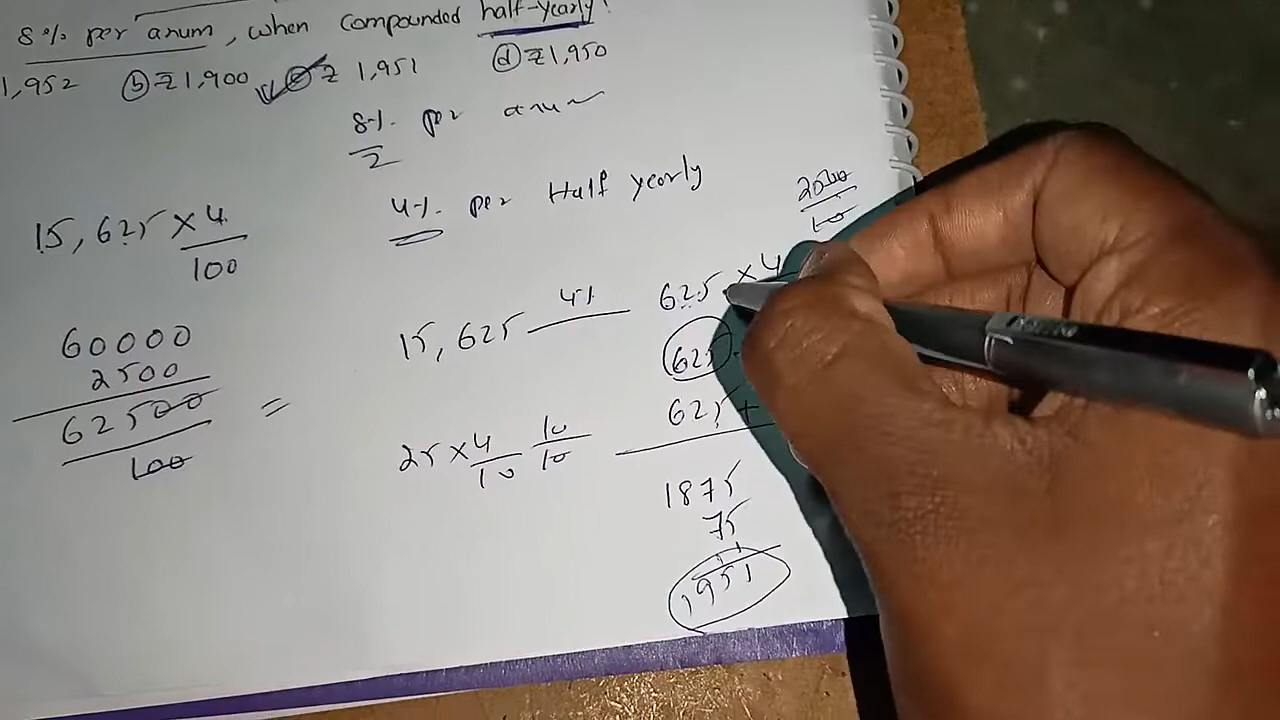 8% per anum, when compounded half-yearly?
1,952 ⓑ ₹1,900 ⓒ ₹ 1,951 ⓓ ₹1,950
8% per anum
2
4% per Half yearly
2500
10
15,625 × 4
100
15,625 4% 625 × 4
60000
2500
62500 =
100
625
625 +
25 × 4 10
10 10
1875
75
1951